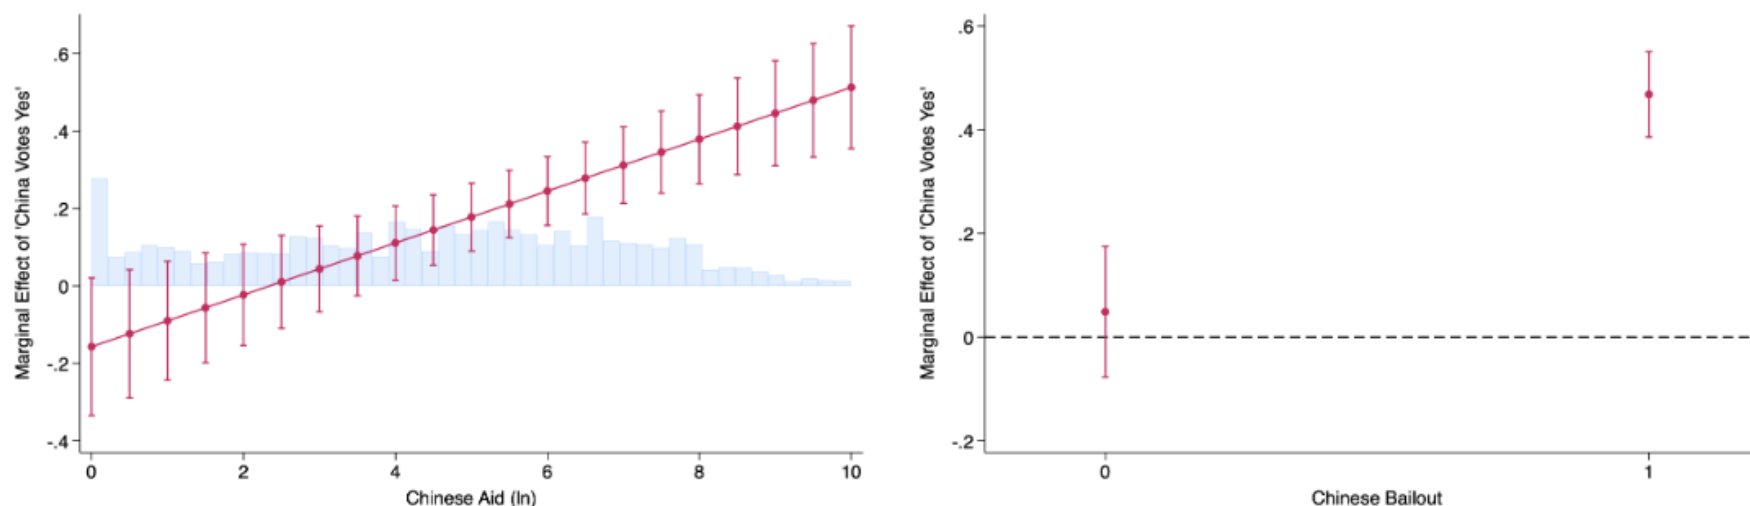 Marginal Effect of 'China Votes Yes'
.6
.4
.2
0
-.2
-.4
0 2 4 6 8 10
Chinese Aid (ln)
Marginal Effect of 'China Votes Yes'
.6
.4
.2
0
-.2
0 1
Chinese Bailout